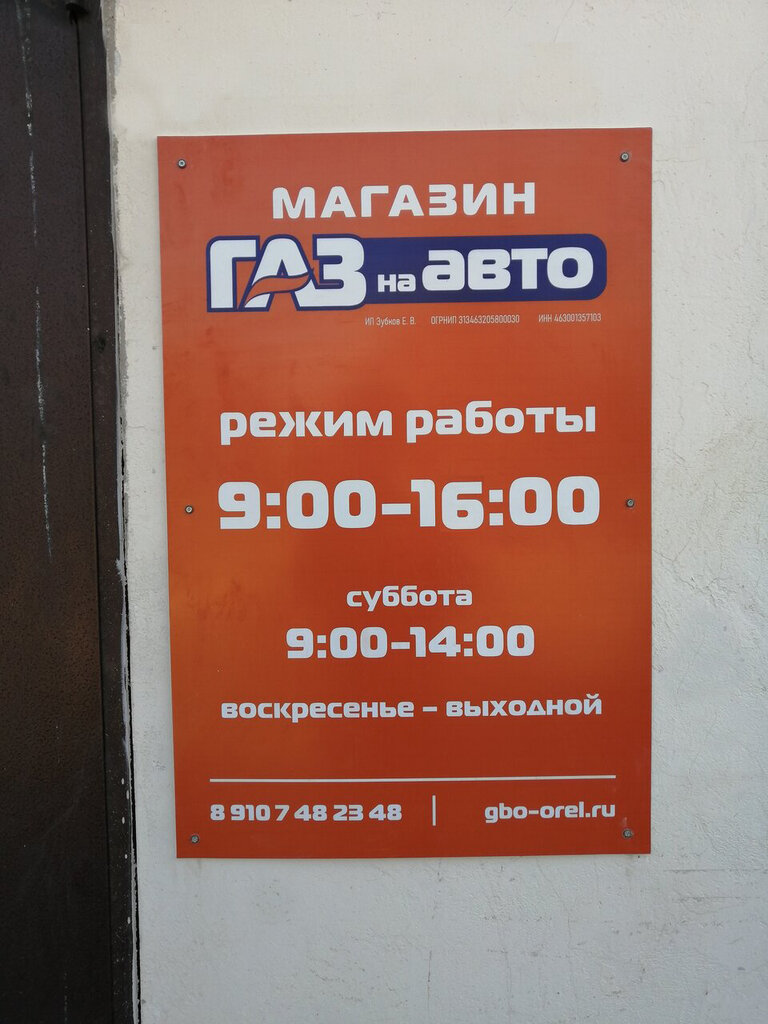 МАГАЗИН
ГАЗ на авто
ИП Зубков Е. В. ОГРНИП 313463205800030 ИНН 463001357103
режим работы
9:00-16:00
суббота
9:00-14:00
воскресенье - выходной
8 910 7 48 23 48 | gbo-orel.ru